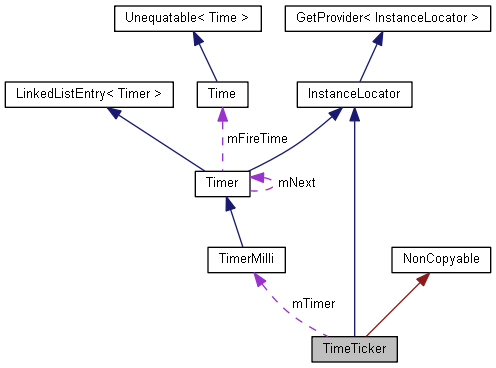 Unequatable< Time >
GetProvider< InstanceLocator >
LinkedListEntry< Timer >
Time
InstanceLocator
mFireTime
Timer
mNext
TimerMilli
NonCopyable
mTimer
TimeTicker